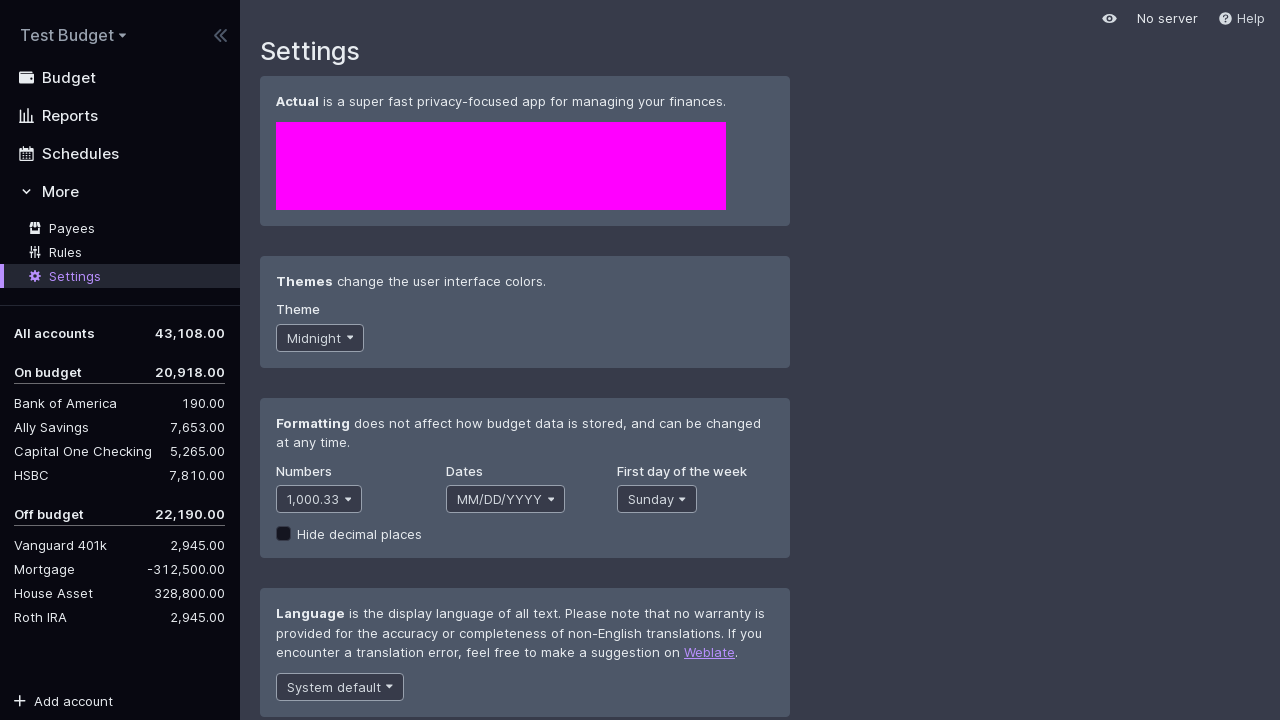 Test Budget
Budget
Reports
Schedules
More
Payees
Rules
Settings
All accounts 43,108.00
On budget 20,918.00
Bank of America 190.00
Ally Savings 7,653.00
Capital One Checking 5,265.00
HSBC 7,810.00
Off budget 22,190.00
Vanguard 401k 2,945.00
Mortgage -312,500.00
House Asset 328,800.00
Roth IRA 2,945.00
Add account
No server Help
Settings
Actual is a super fast privacy-focused app for managing your finances.
Themes change the user interface colors.
Theme
Midnight
Formatting does not affect how budget data is stored, and can be changed
at any time.
Numbers Dates First day of the week
1,000.33 MM/DD/YYYY Sunday
Hide decimal places
Language is the display language of all text. Please note that no warranty is
provided for the accuracy or completeness of non-English translations. If you
encounter a translation error, feel free to make a suggestion on Weblate.
System default